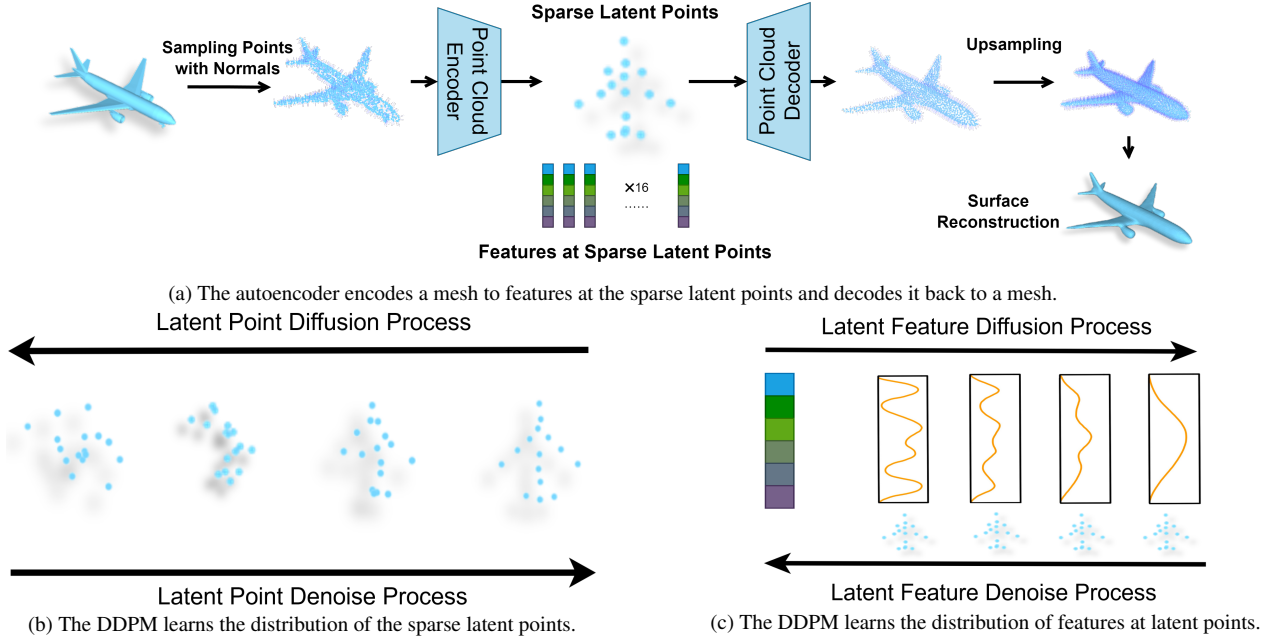 Sparse Latent Points
Sampling Points
with Normals
Point Cloud
Encoder
Point Cloud
Decoder
Upsampling
×16
......
Surface
Reconstruction
Features at Sparse Latent Points
(a) The autoencoder encodes a mesh to features at the sparse latent points and decodes it back to a mesh.
Latent Point Diffusion Process
Latent Point Denoise Process
(b) The DDPM learns the distribution of the sparse latent points.
Latent Feature Diffusion Process
Latent Feature Denoise Process
(c) The DDPM learns the distribution of features at latent points.